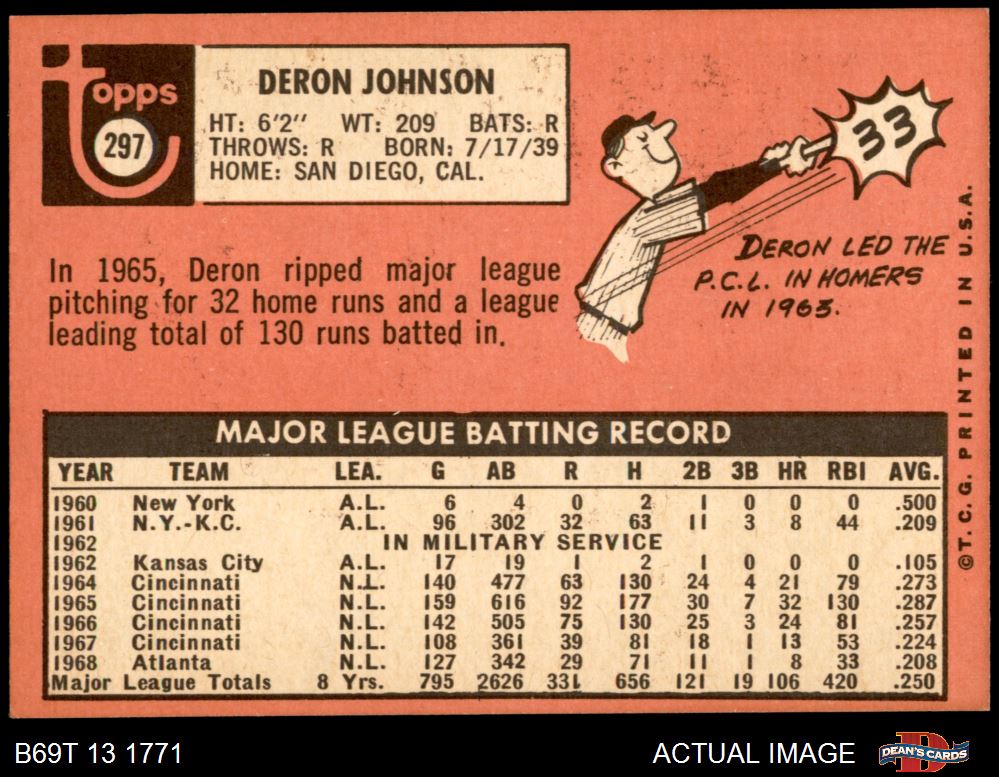 Topps
297
DERON JOHNSON
HT: 6'2" WT: 209 BATS: R
THROWS: R BORN: 7/17/39
HOME: SAN DIEGO, CAL.
33
DERON LED THE
P.C.L. IN HOMERS
IN 1963.
In 1965, Deron ripped major league
pitching for 32 home runs and a league
leading total of 130 runs batted in.
©T. C. G. PRINTED IN U.S.A.
MAJOR LEAGUE BATTING RECORD
YEAR TEAM LEA. G AB R H 2B 3B HR RBI AVG.
1960 New York A.L. 6 4 0 2 1 0 0 0 .500
1961 N.Y.-K.C. A.L. 96 302 32 63 11 3 8 44 .209
1962 IN MILITARY SERVICE
1962 Kansas City A.L. 17 19 1 2 1 0 0 0 .105
1964 Cincinnati N.L. 140 477 63 130 24 4 21 79 .273
1965 Cincinnati N.L. 159 616 92 177 30 7 32 130 .287
1966 Cincinnati N.L. 142 505 75 130 25 3 24 81 .257
1967 Cincinnati N.L. 108 361 39 81 18 1 13 53 .224
1968 Atlanta N.L. 127 342 29 71 11 1 8 33 .208
Major League Totals 8 Yrs. 795 2626 331 656 121 19 106 420 .250
B69T 13 1771
ACTUAL IMAGE
D
DEAN'S CARDS